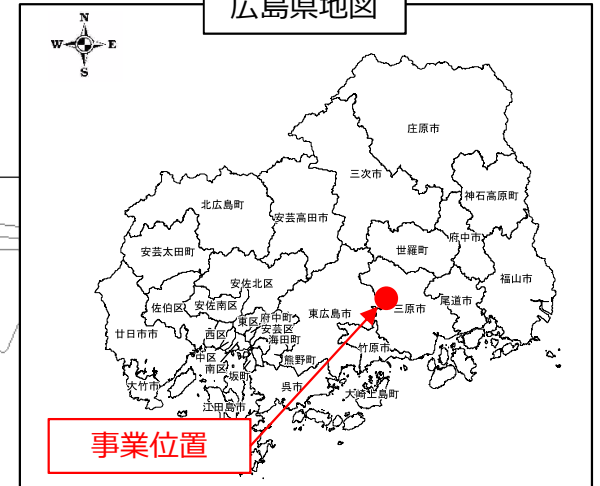 広島県地図
N
W E
S
庄原市
三次市
神石高原町
北広島町
安芸高田市
府中市
世羅町
安芸太田町
福山市
安佐北区
尾道市
佐伯区
安佐南区
東広島市
三原市
府中町
東区
安芸区
廿日市市
西区
海田町
竹原市
中区
熊野町
南区
坂町
大竹市
呉市
大崎上島町
江田島市
事業位置